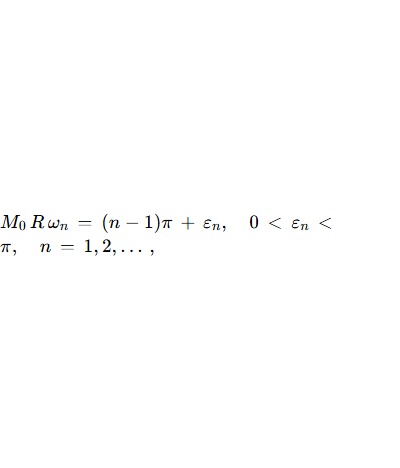 M₀ R ωₙ = (n − 1)π + εₙ, 0 < εₙ <
π, n = 1, 2, … ,